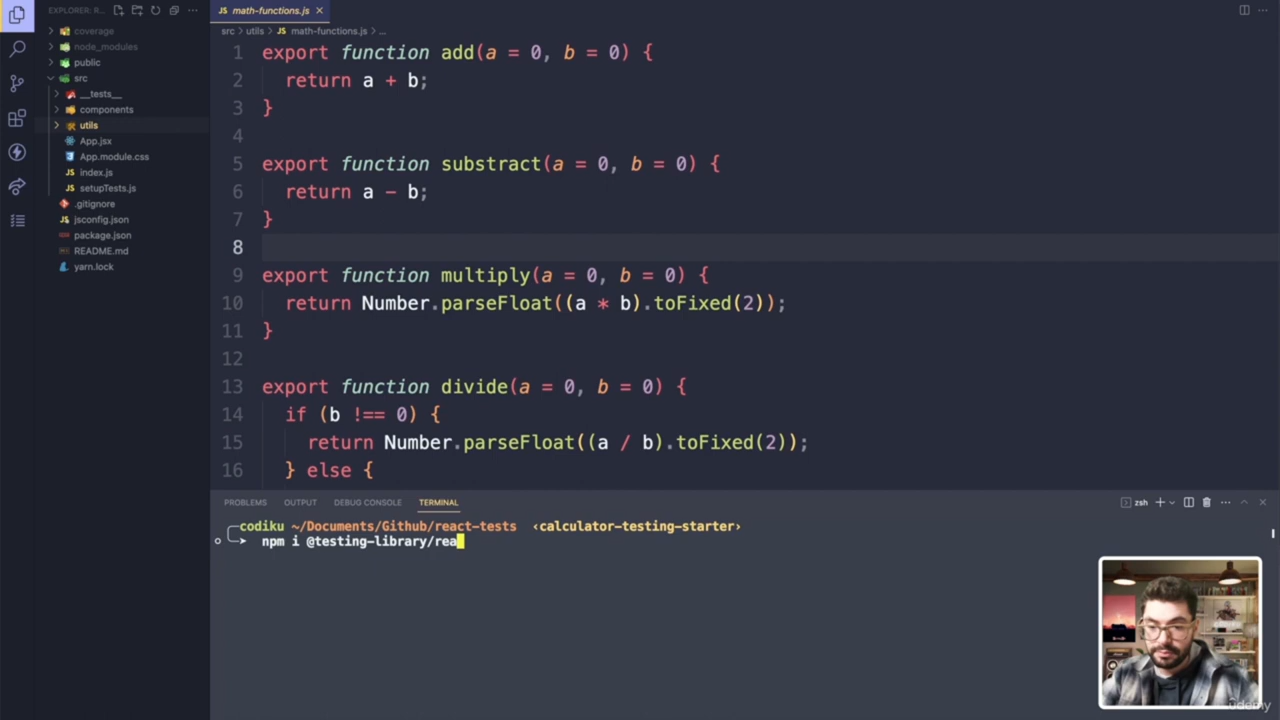 EXPLORER: R...
coverage
node_modules
public
src
__tests__
components
utils
App.jsx
App.module.css
index.js
setupTests.js
.gitignore
jsconfig.json
package.json
README.md
yarn.lock
math-functions.js
src > utils > JS math-functions.js > ...
1 export function add(a = 0, b = 0) {
2 return a + b;
3 }
4
5 export function substract(a = 0, b = 0) {
6 return a - b;
7 }
8
9 export function multiply(a = 0, b = 0) {
10 return Number.parseFloat((a * b).toFixed(2));
11 }
12
13 export function divide(a = 0, b = 0) {
14 if (b !== 0) {
15 return Number.parseFloat((a / b).toFixed(2));
16 } else {
PROBLEMS OUTPUT DEBUG CONSOLE TERMINAL
zsh
codiku ~/Documents/Github/react-tests ‹calculator-testing-starter›
npm i @testing-library/rea
ûdemy